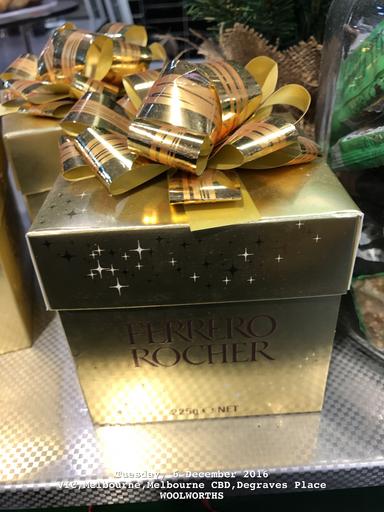 FERRERO
ROCHER
225g ℮ NET
Tuesday, 6 December 2016
VIC,Melbourne,Melbourne CBD,Degraves Place
WOOLWORTHS